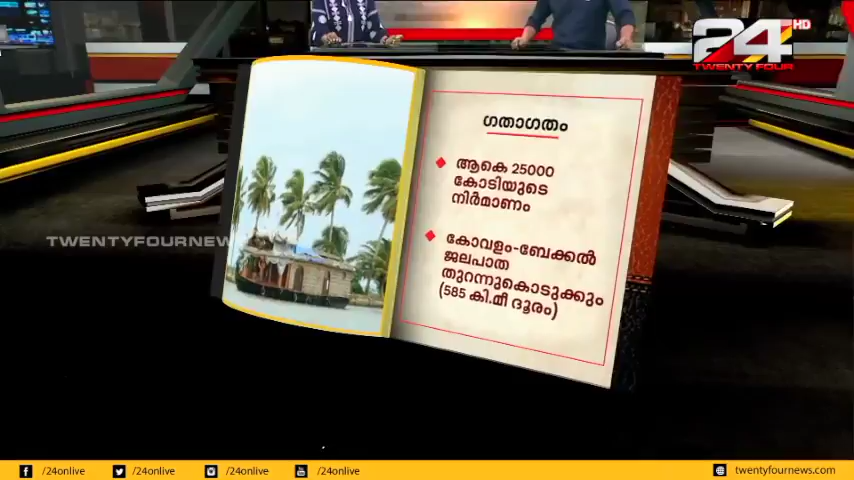 24 HD
TWENTY FOUR
ഗതാഗതം
ആകെ 25000
കോടിയുടെ
നിർമാണം
കോവളം-ബേക്കൽ
ജലപാത
തുറന്നുകൊടുക്കും
(585 കി.മീ ദൂരം)
TWENTYFOURNEW
/24onlive
/24onlive
/24onlive
/24onlive
twentyfournews.com